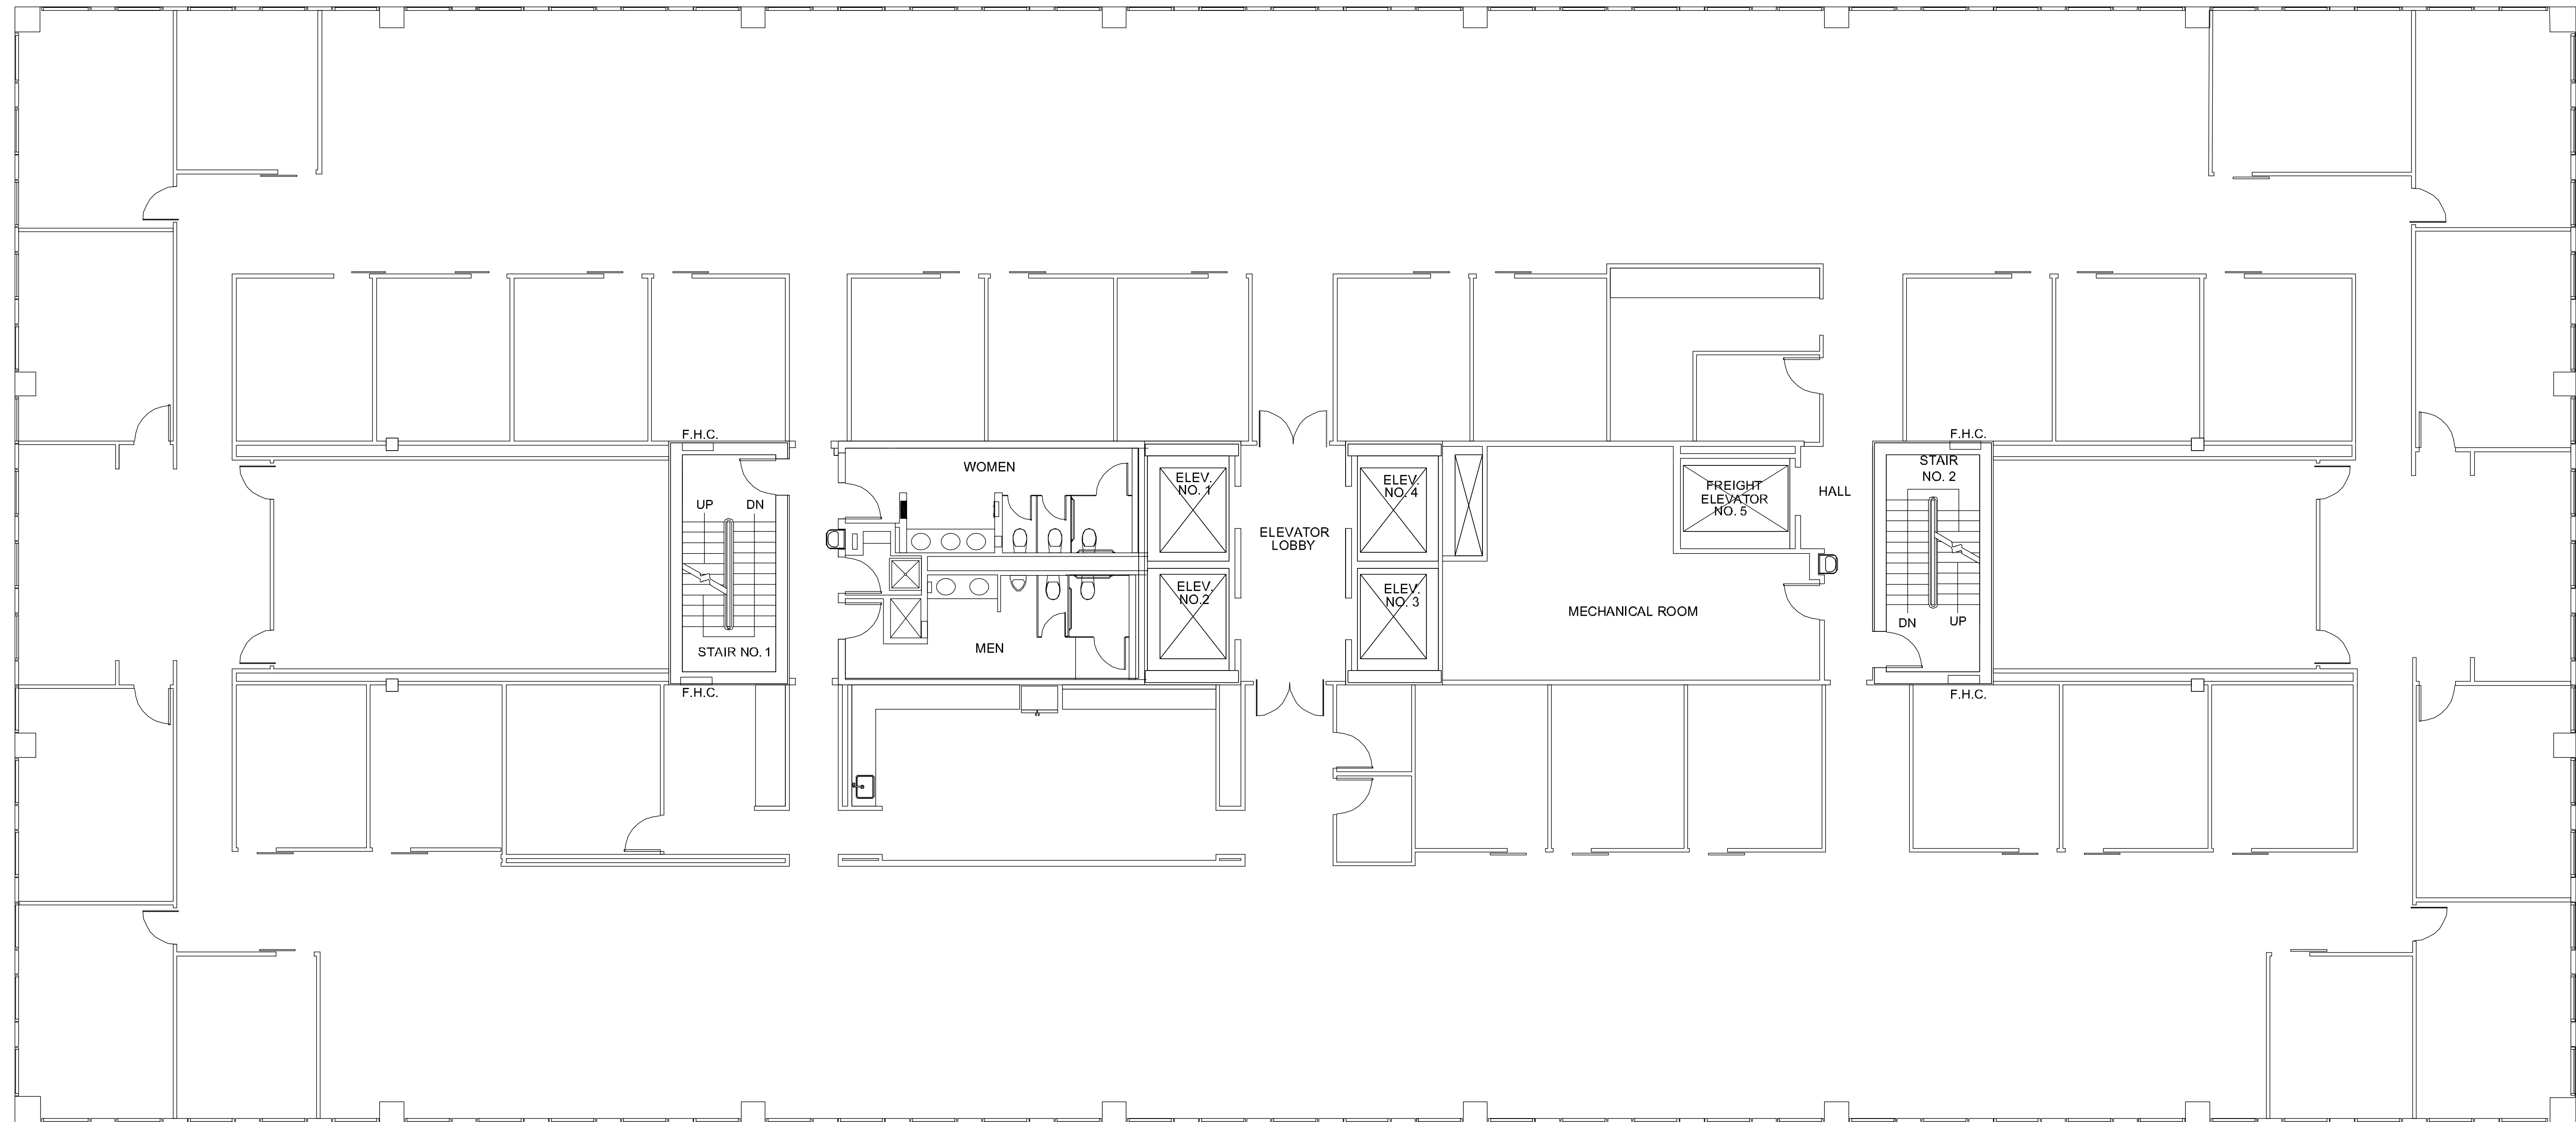 F.H.C.
F.H.C.
WOMEN
STAIR
NO. 2
ELEV.
NO. 1
ELEV.
NO. 4
FREIGHT
ELEVATOR
NO. 5
HALL
UP
DN
ELEVATOR
LOBBY
ELEV.
NO.2
ELEV.
NO. 3
MECHANICAL ROOM
DN
UP
STAIR NO. 1
MEN
F.H.C.
F.H.C.